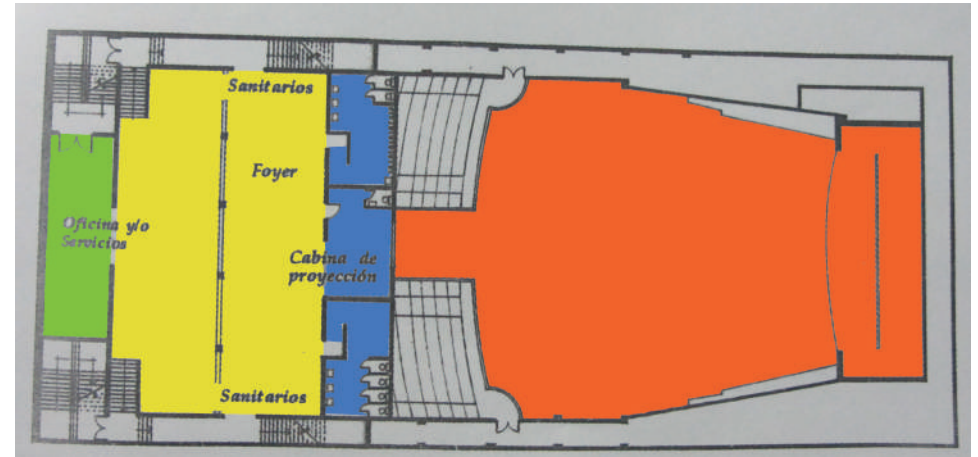 Sanitarios
Foyer
Oficina y/o
Servicios
Cabina de
proyección
Sanitarios